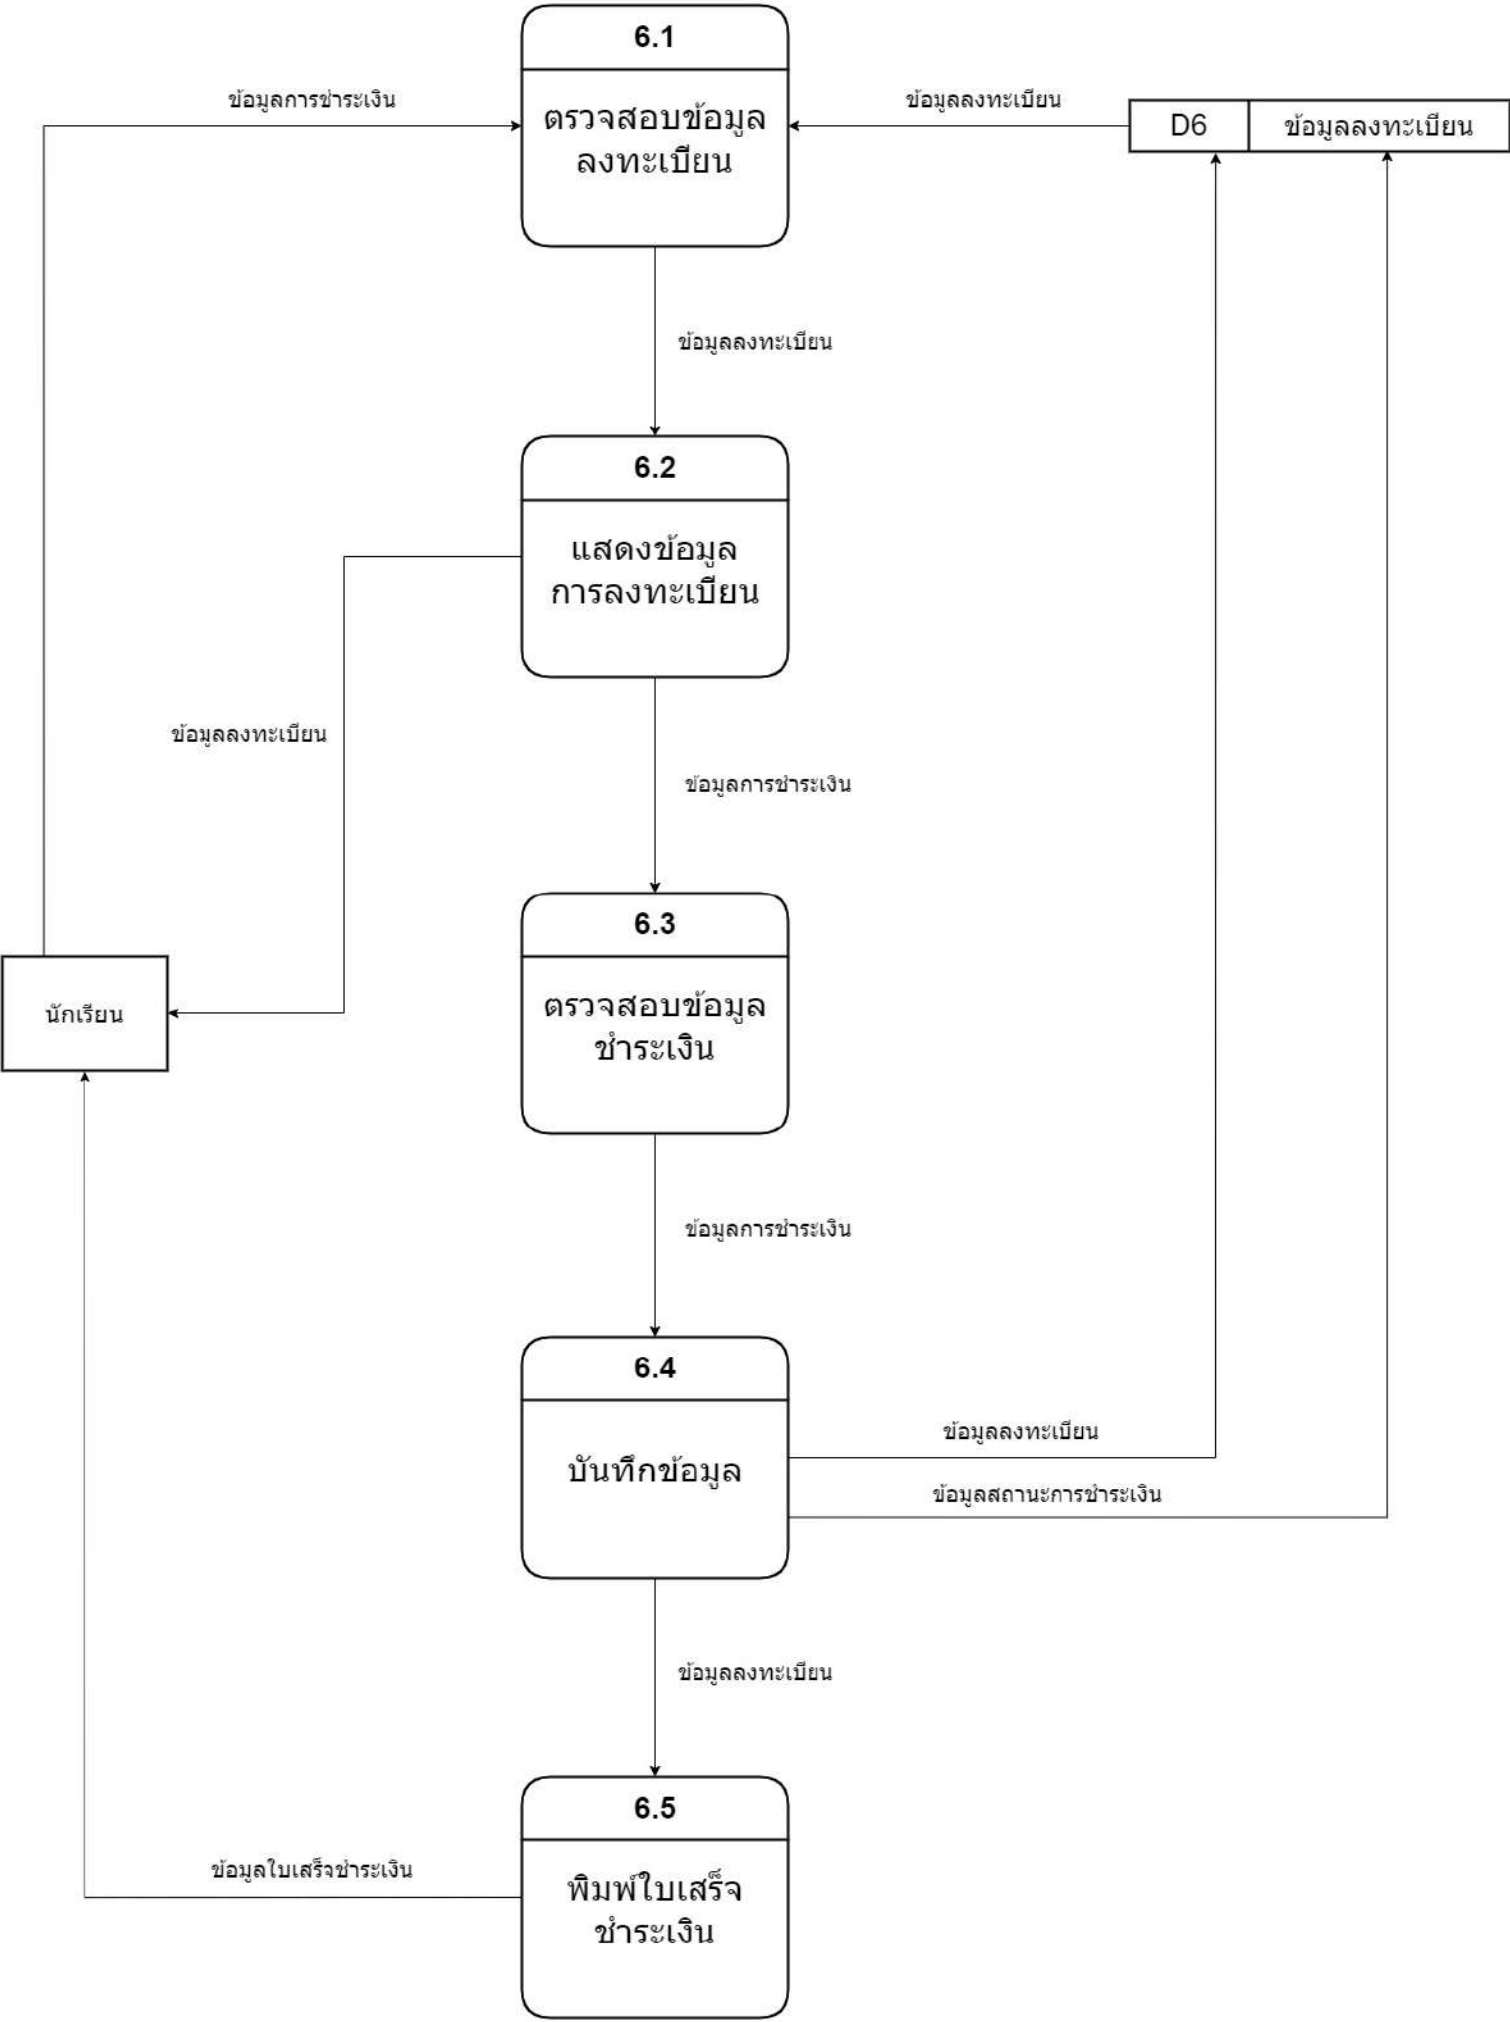 6.1
ข้อมูลการชำระเงิน
ตรวจสอบข้อมูล
ลงทะเบียน
ข้อมูลลงทะเบียน
D6
ข้อมูลลงทะเบียน
ข้อมูลลงทะเบียน
6.2
แสดงข้อมูล
การลงทะเบียน
ข้อมูลลงทะเบียน
ข้อมูลการชำระเงิน
6.3
ตรวจสอบข้อมูล
ชำระเงิน
นักเรียน
ข้อมูลการชำระเงิน
6.4
บันทึกข้อมูล
ข้อมูลลงทะเบียน
ข้อมูลสถานะการชำระเงิน
ข้อมูลลงทะเบียน
6.5
พิมพ์ใบเสร็จ
ชำระเงิน
ข้อมูลใบเสร็จชำระเงิน